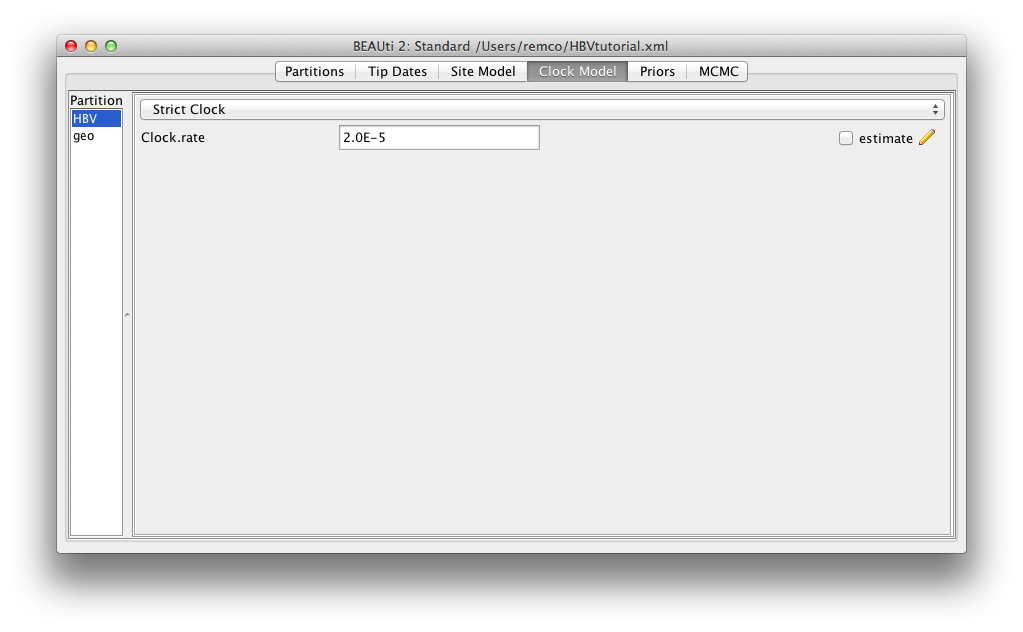 BEAUti 2: Standard /Users/remco/HBVtutorial.xml
Partitions Tip Dates Site Model Clock Model Priors MCMC
Partition
HBV
geo
Strict Clock
Clock.rate 2.0E-5 estimate